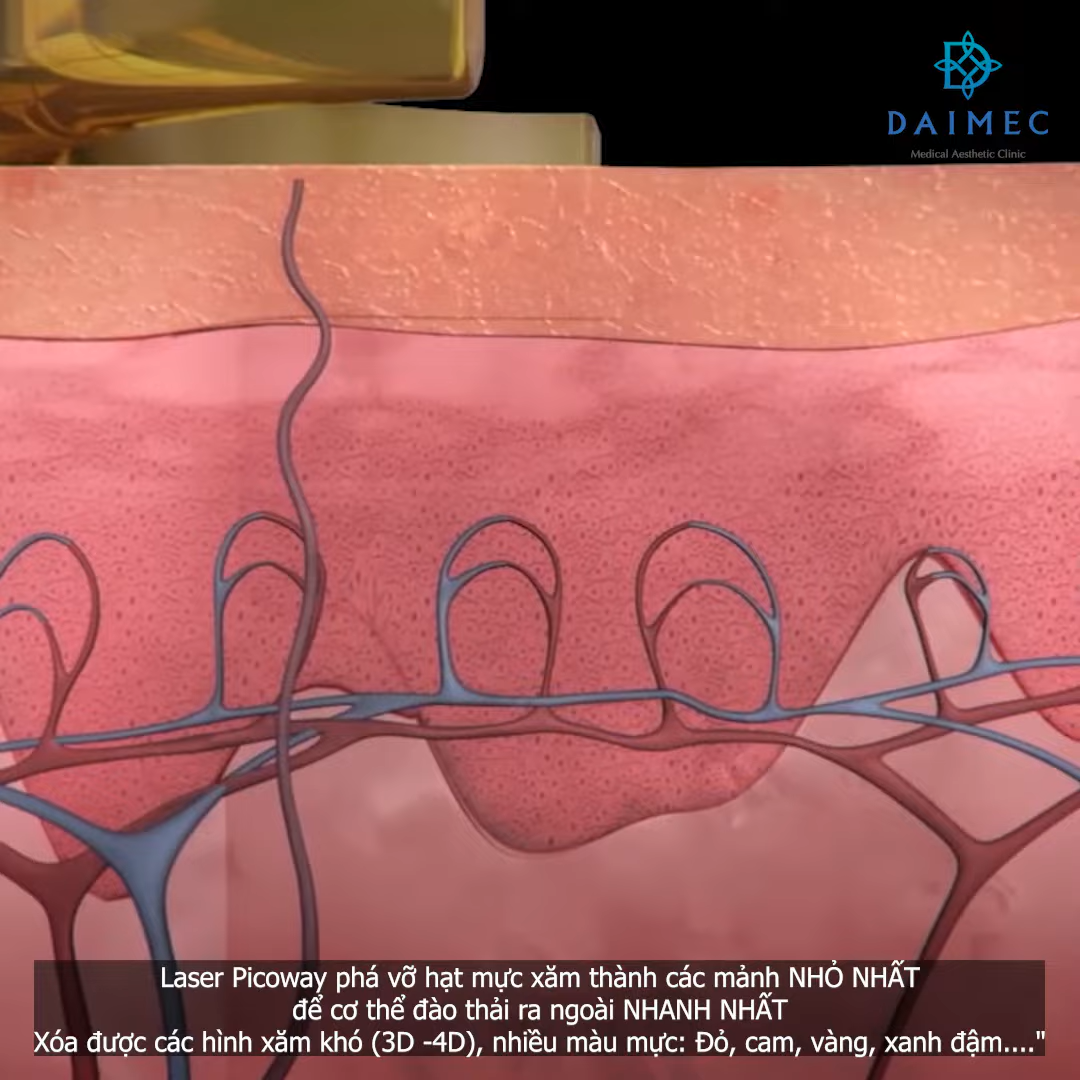 DAIMEC
Medical Aesthetic Clinic
Laser Picoway phá vỡ hạt mực xăm thành các mảnh NHỎ NHẤT
để cơ thể đào thải ra ngoài NHANH NHẤT
Xóa được các hình xăm khó (3D -4D), nhiều màu mực: Đỏ, cam, vàng, xanh đậm...."